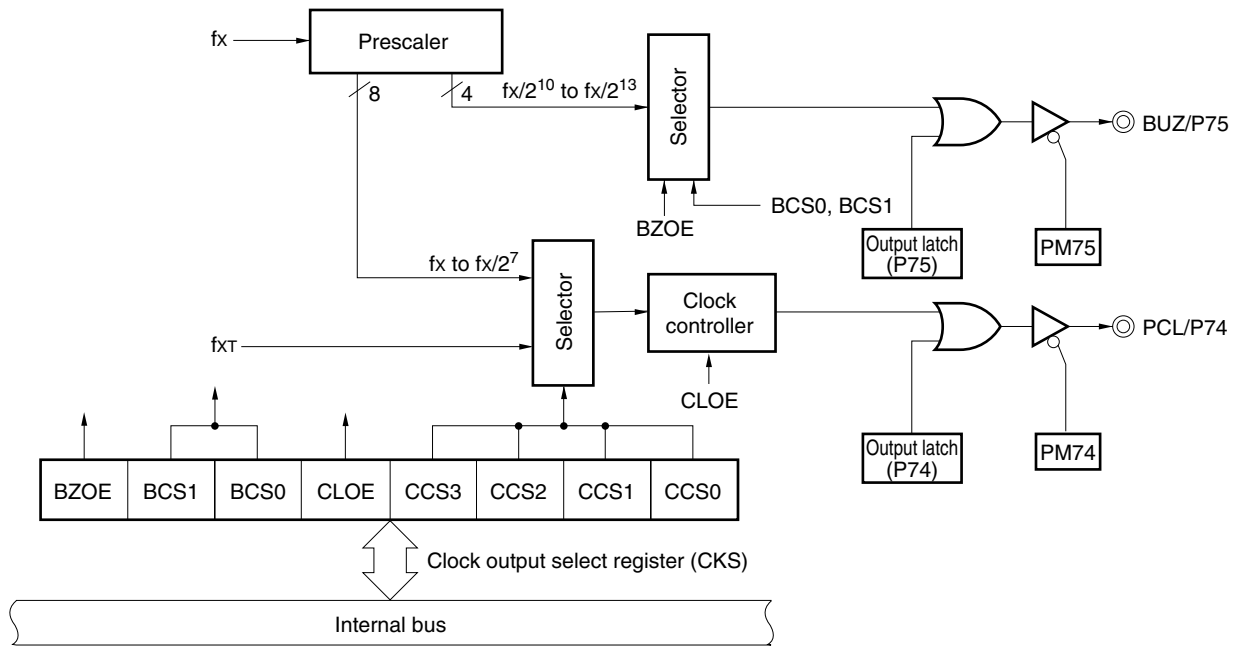 fX
Prescaler
8
4
fX/2¹⁰ to fX/2¹³
Selector
BUZ/P75
BCS0, BCS1
BZOE
Output latch
(P75)
PM75
fX to fX/2⁷
Selector
Clock
controller
PCL/P74
fXT
CLOE
Output latch
(P74)
PM74
BZOE BCS1 BCS0 CLOE CCS3 CCS2 CCS1 CCS0
Clock output select register (CKS)
Internal bus